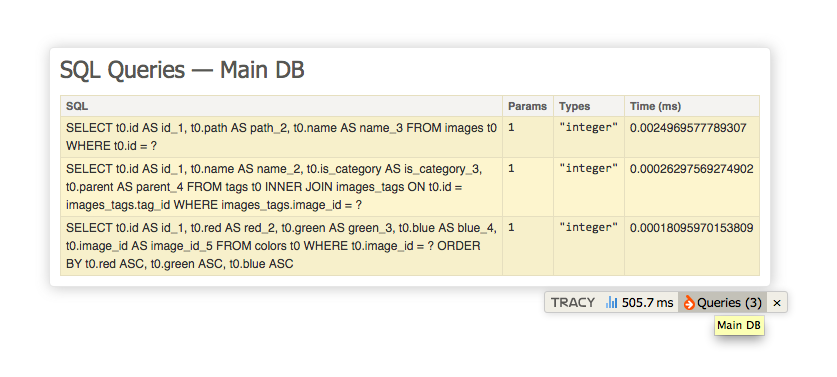 SQL Queries — Main DB
SQL Params Types Time (ms)
SELECT t0.id AS id_1, t0.path AS path_2, t0.name AS name_3 FROM images t0 1 "integer" 0.0024969577789307
WHERE t0.id = ?
SELECT t0.id AS id_1, t0.name AS name_2, t0.is_category AS is_category_3, 1 "integer" 0.00026297569274902
t0.parent AS parent_4 FROM tags t0 INNER JOIN images_tags ON t0.id =
images_tags.tag_id WHERE images_tags.image_id = ?
SELECT t0.id AS id_1, t0.red AS red_2, t0.green AS green_3, t0.blue AS blue_4, 1 "integer" 0.00018095970153809
t0.image_id AS image_id_5 FROM colors t0 WHERE t0.image_id = ? ORDER
BY t0.red ASC, t0.green ASC, t0.blue ASC
TRACY 505.7 ms Queries (3) ×
Main DB